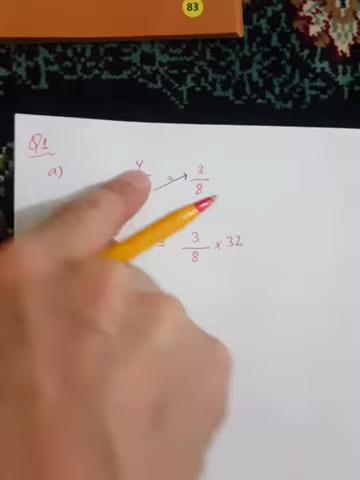 83
Q1
a) y = 3/8
= 3/8 x 32